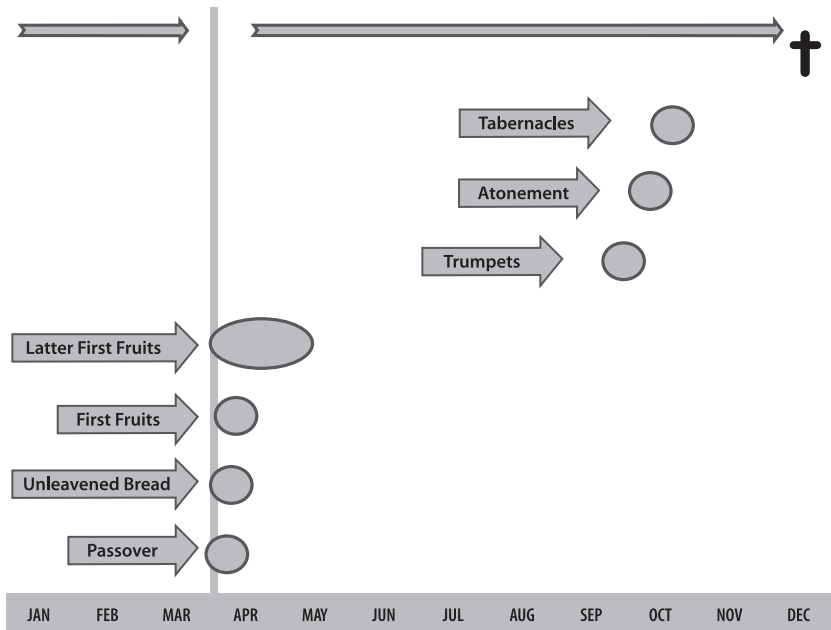 Tabernacles
Atonement
Trumpets
Latter First Fruits
First Fruits
Unleavened Bread
Passover
JAN FEB MAR APR MAY JUN JUL AUG SEP OCT NOV DEC